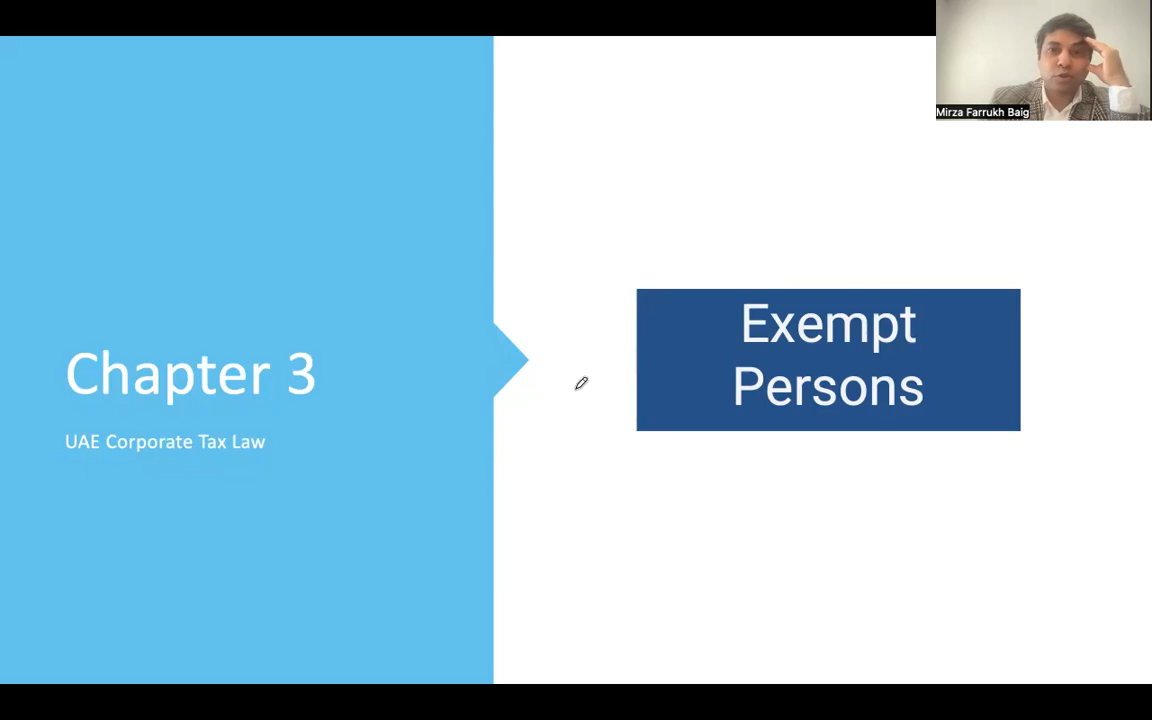 Mirza Farrukh Baig
Chapter 3
UAE Corporate Tax Law
Exempt
Persons